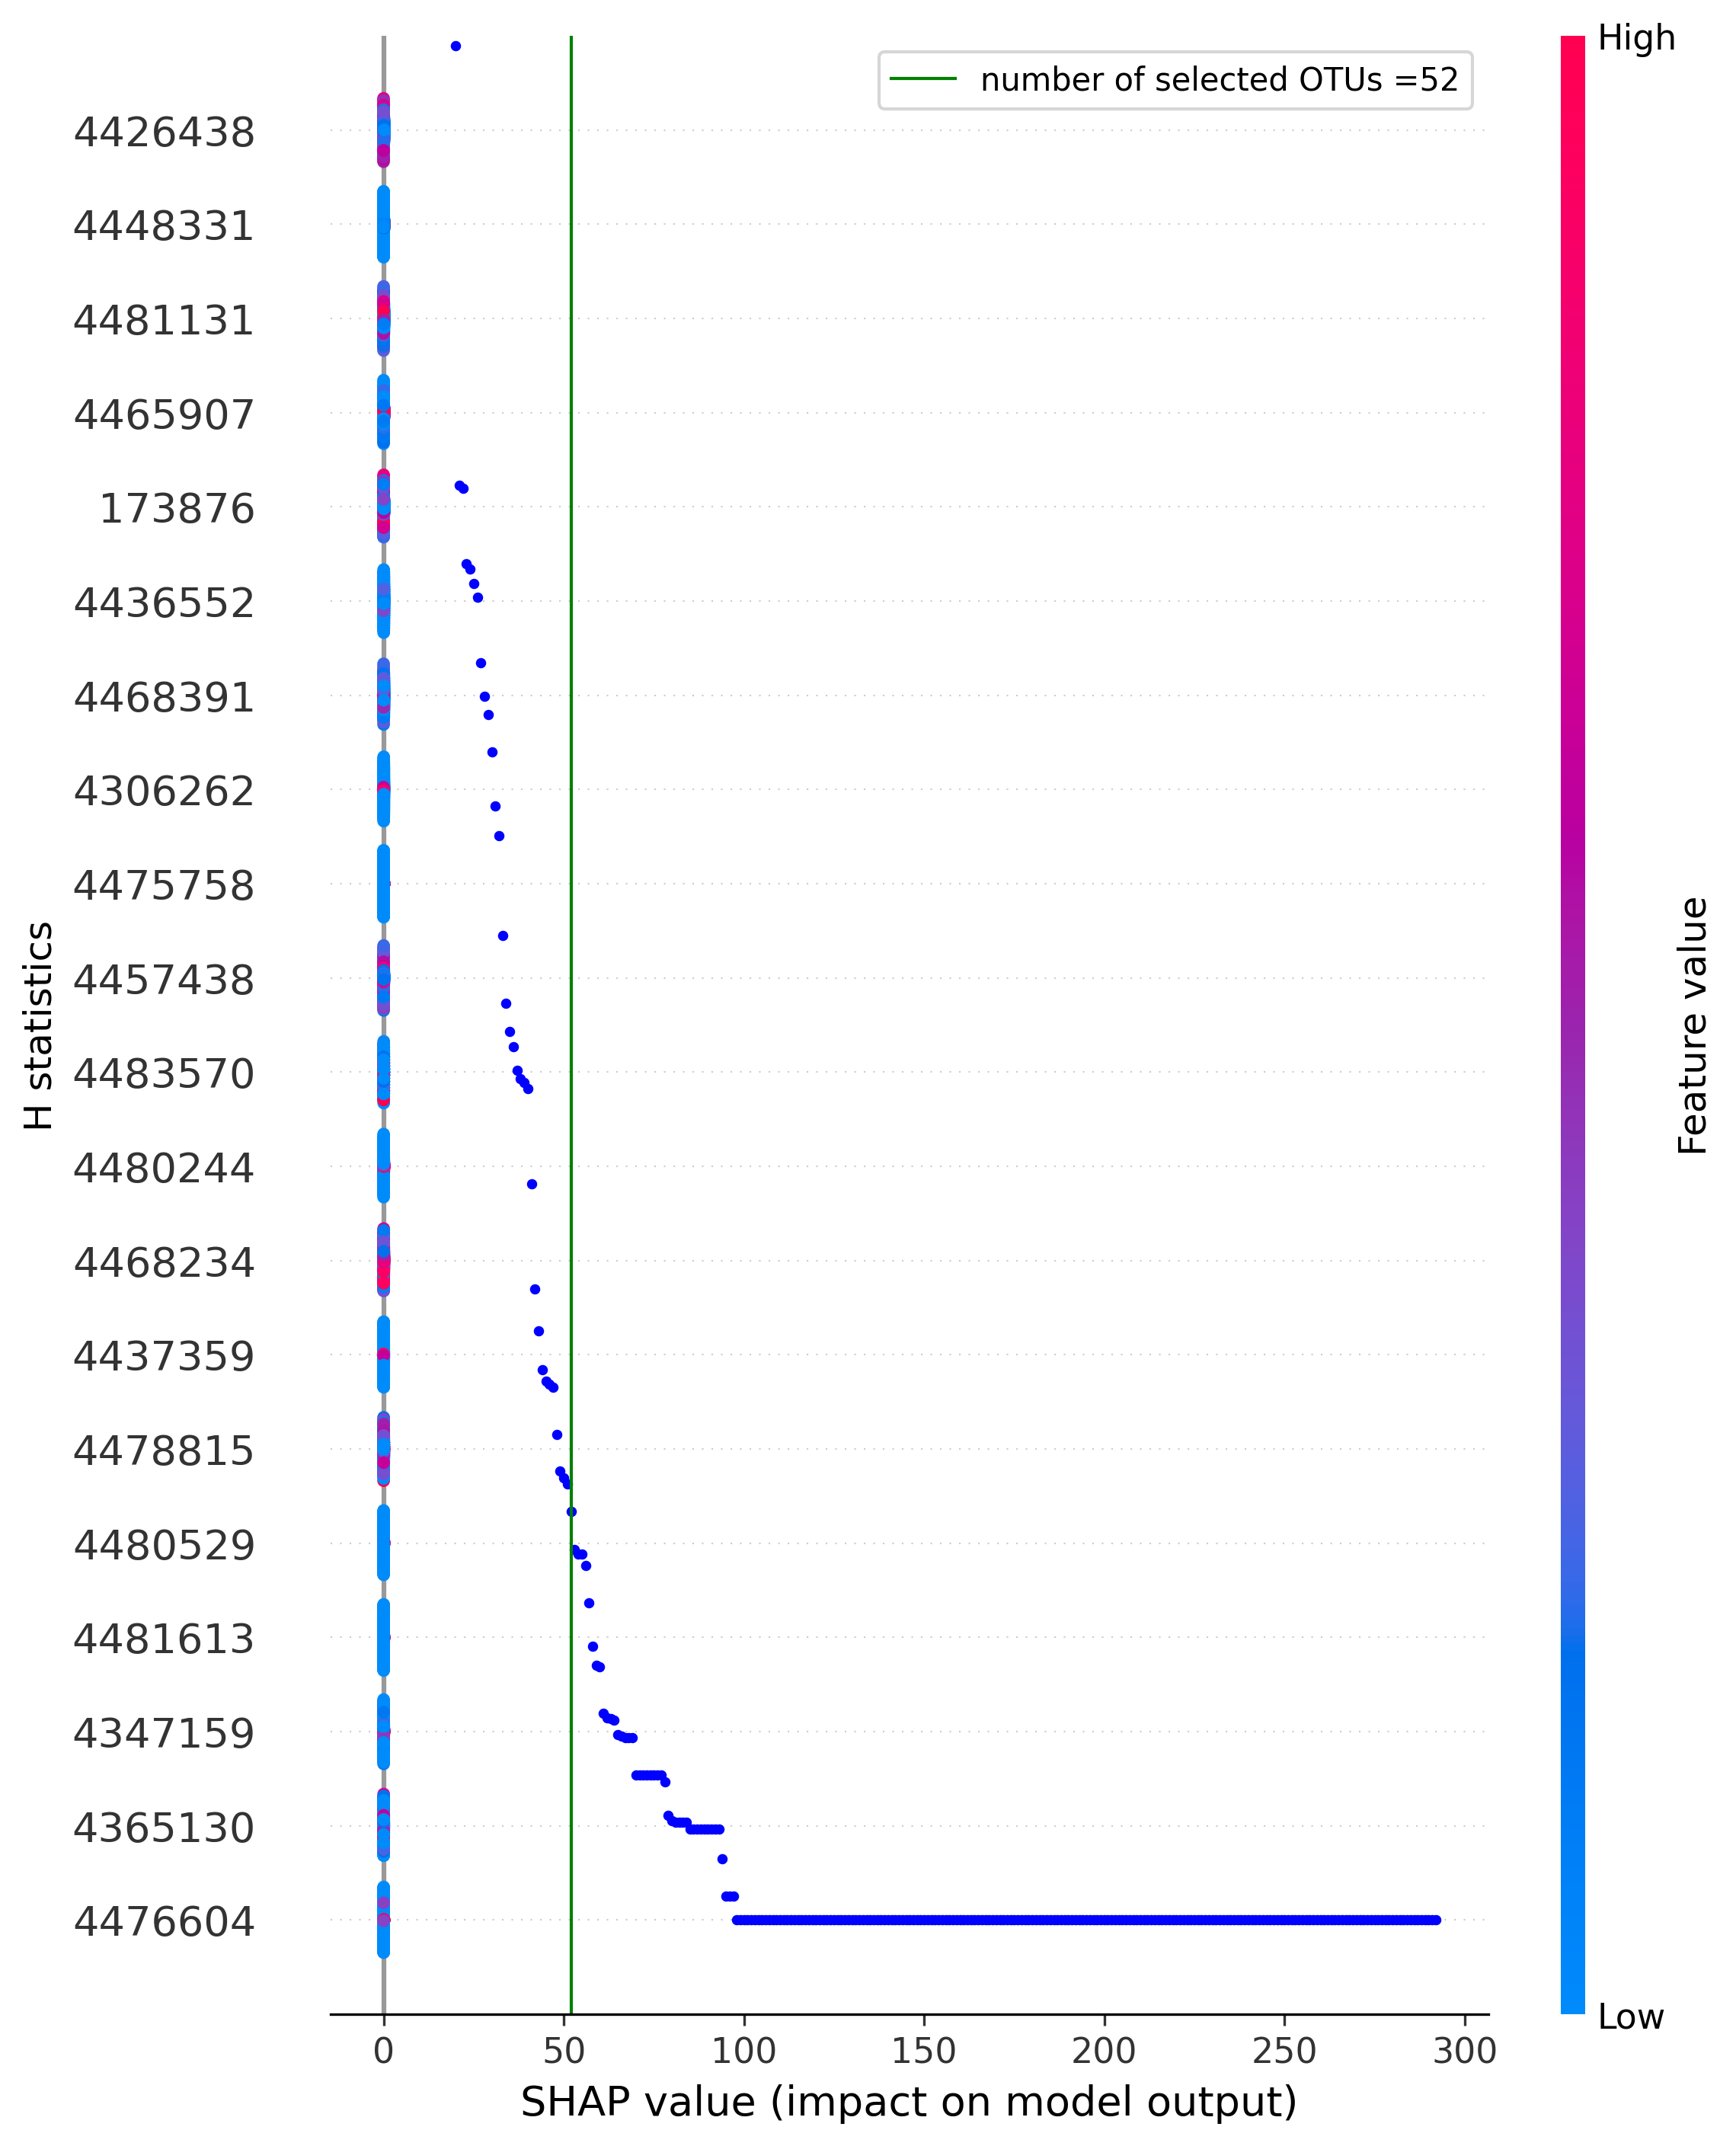 High
number of selected OTUs =52
4426438
4448331
4481131
4465907
173876
4436552
4468391
4306262
4475758
4457438
4483570
4480244
4468234
4437359
4478815
4480529
4481613
4347159
4365130
4476604
H statistics
Feature value
Low
0 50 100 150 200 250 300
SHAP value (impact on model output)